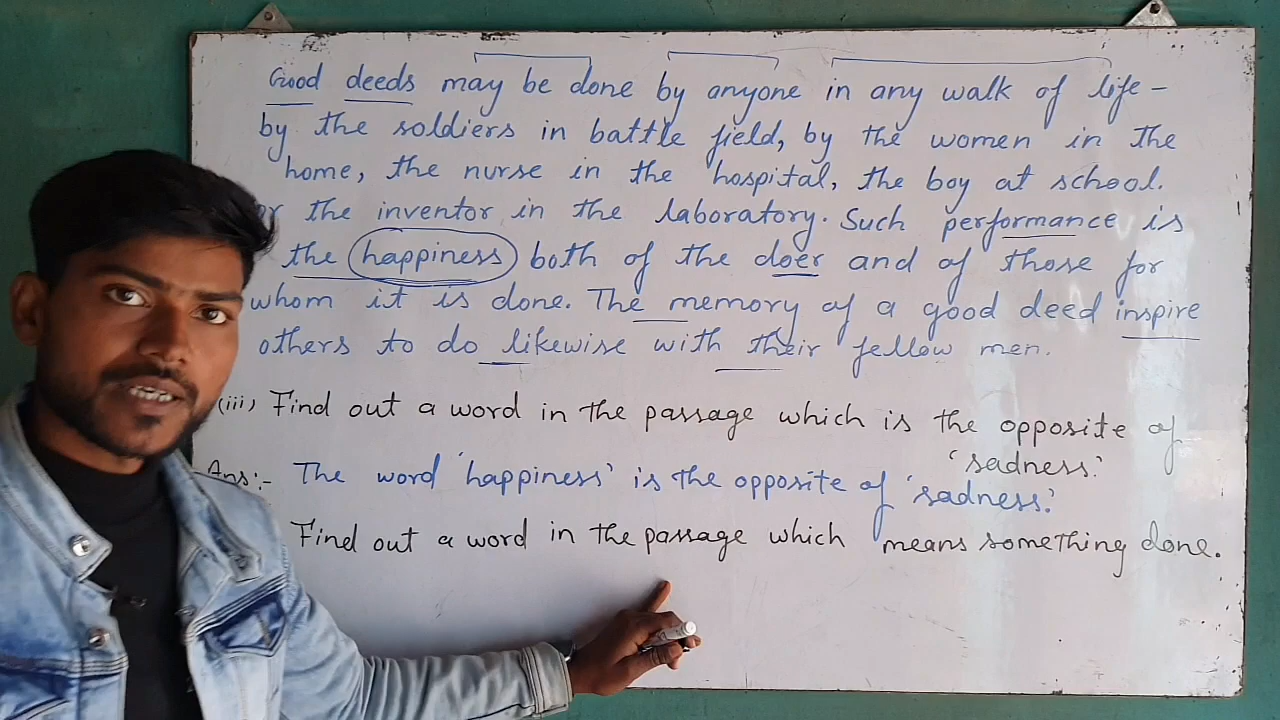 Good deeds may be done by anyone in any walk of life -
by the soldiers in battle field, by the women in the
home, the nurse in the hospital, the boy at school.
the inventor in the laboratory. Such performance is
the happiness both of the doer and of those for
whom it is done. The memory of a good deed inspire
others to do likewise with their fellow men.
(iii) Find out a word in the passage which is the opposite of
'sadness.'
Ans:- The word 'happiness' is the opposite of 'sadness.'
Find out a word in the passage which means something done.